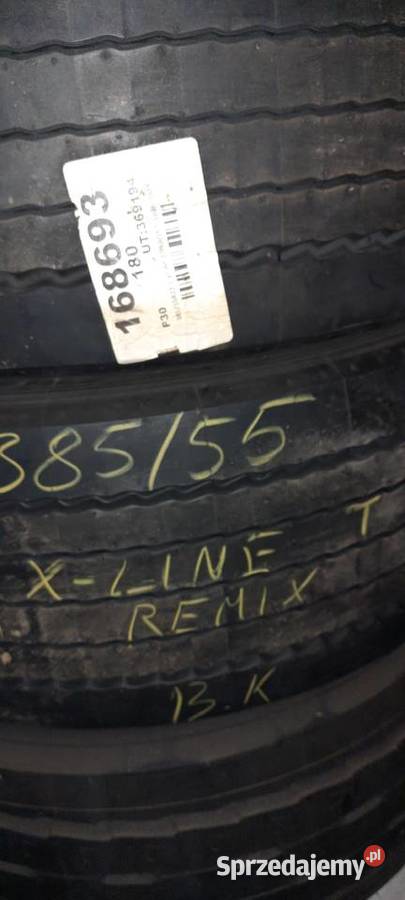 168693
180
UT:369194
P30
385/55
X-LINE T
REMIX
13.K
Sprzedajemy.pl